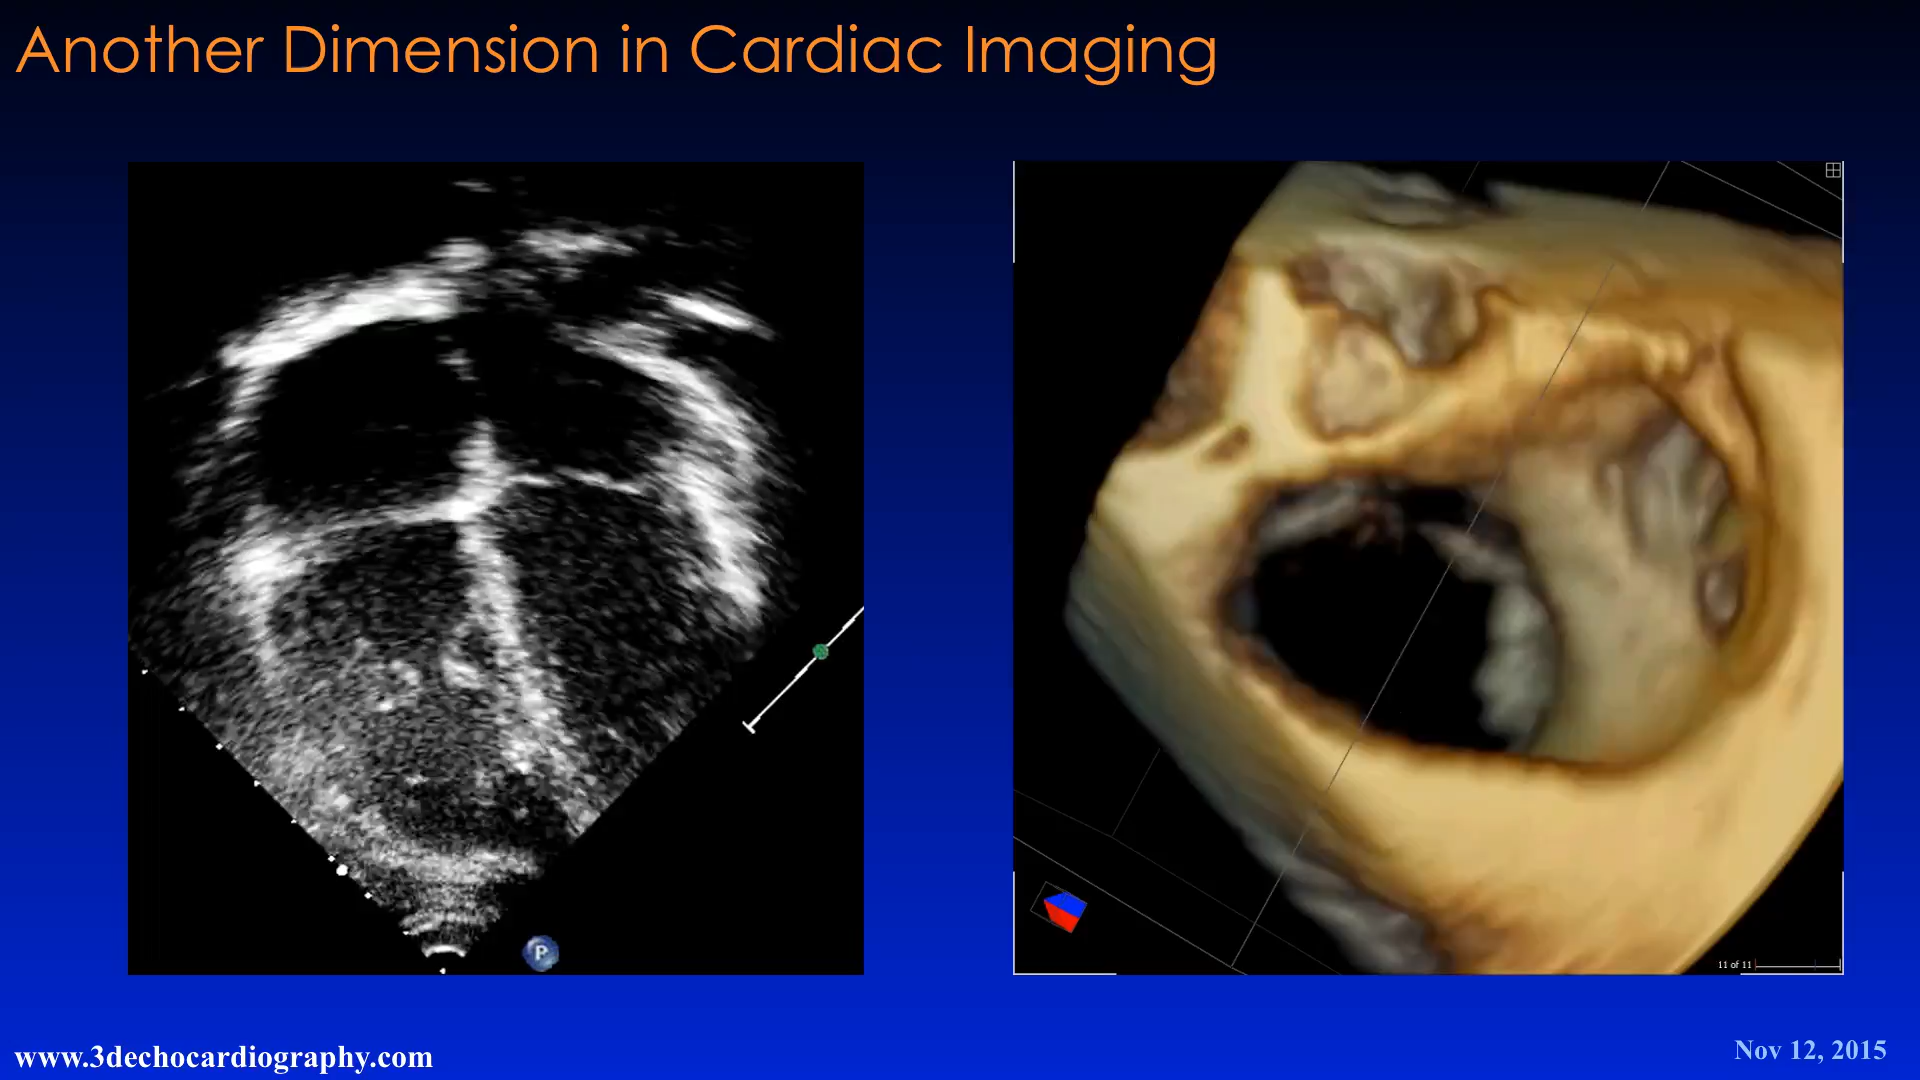 Another Dimension in Cardiac Imaging
P
11 of 11
www.3dechocardiography.com
Nov 12, 2015